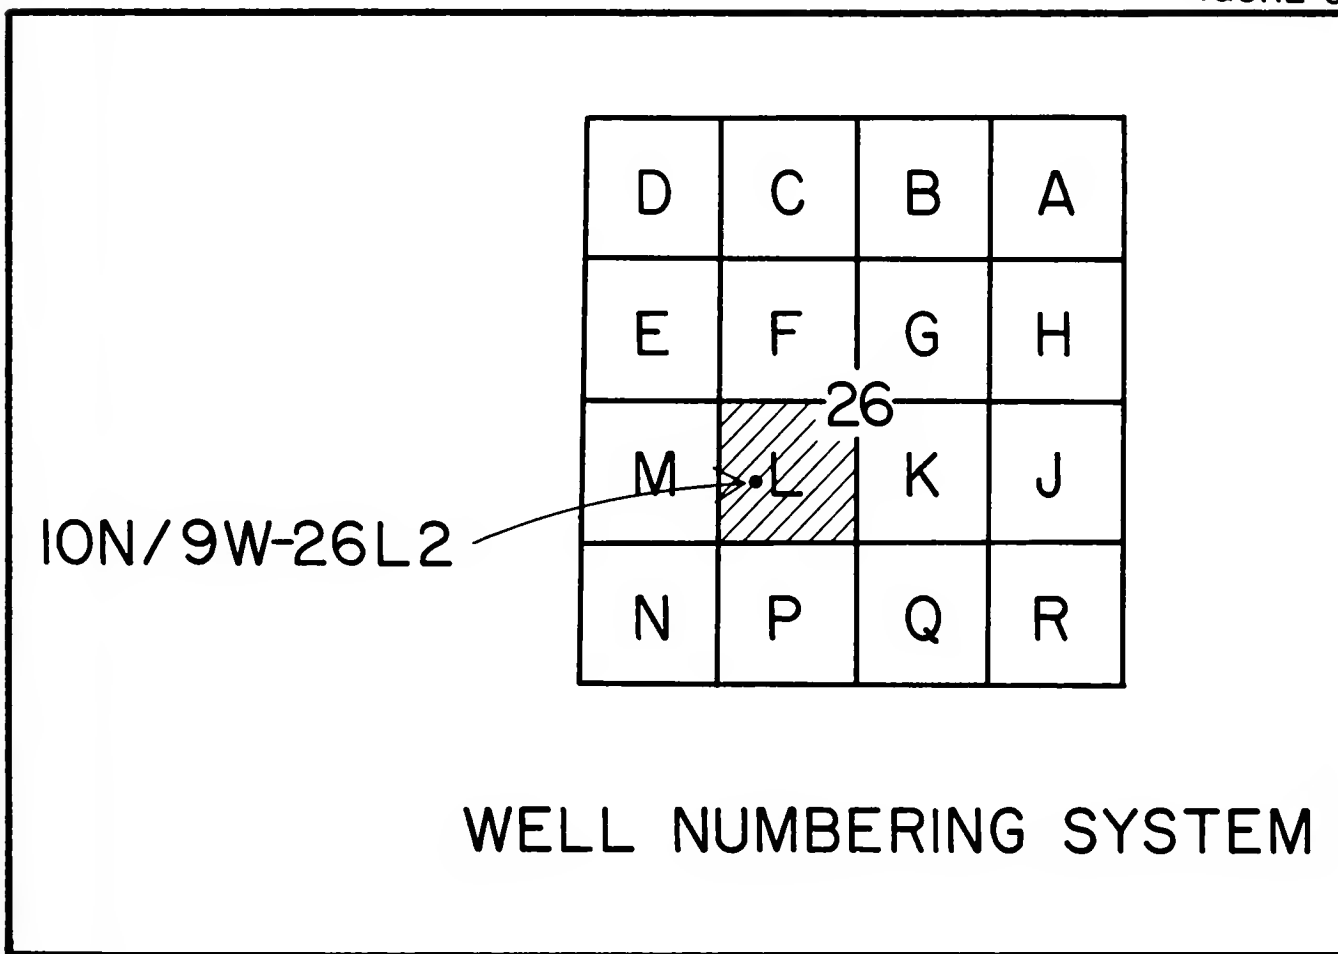 D C B A
E F G H
26
M L K J
10N/9W-26L2
N P Q R
WELL NUMBERING SYSTEM